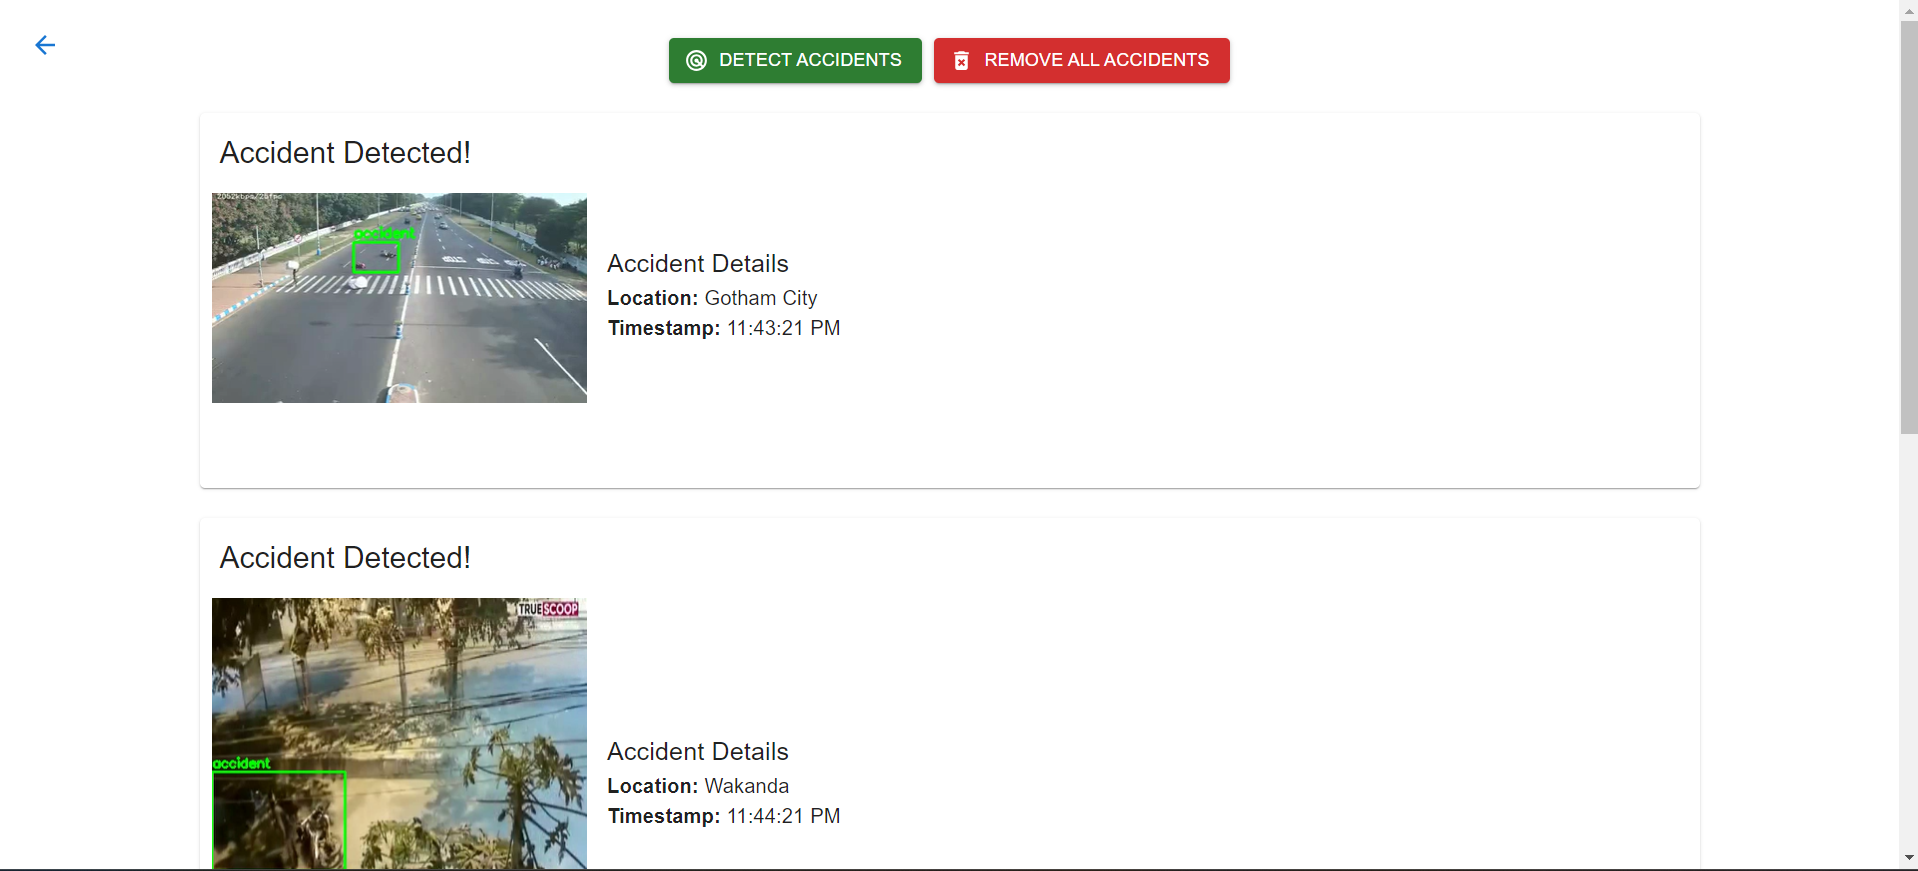 DETECT ACCIDENTS
REMOVE ALL ACCIDENTS
Accident Detected!
accident
Accident Details
Location: Gotham City
Timestamp: 11:43:21 PM
Accident Detected!
TRUESCOOP
accident
Accident Details
Location: Wakanda
Timestamp: 11:44:21 PM